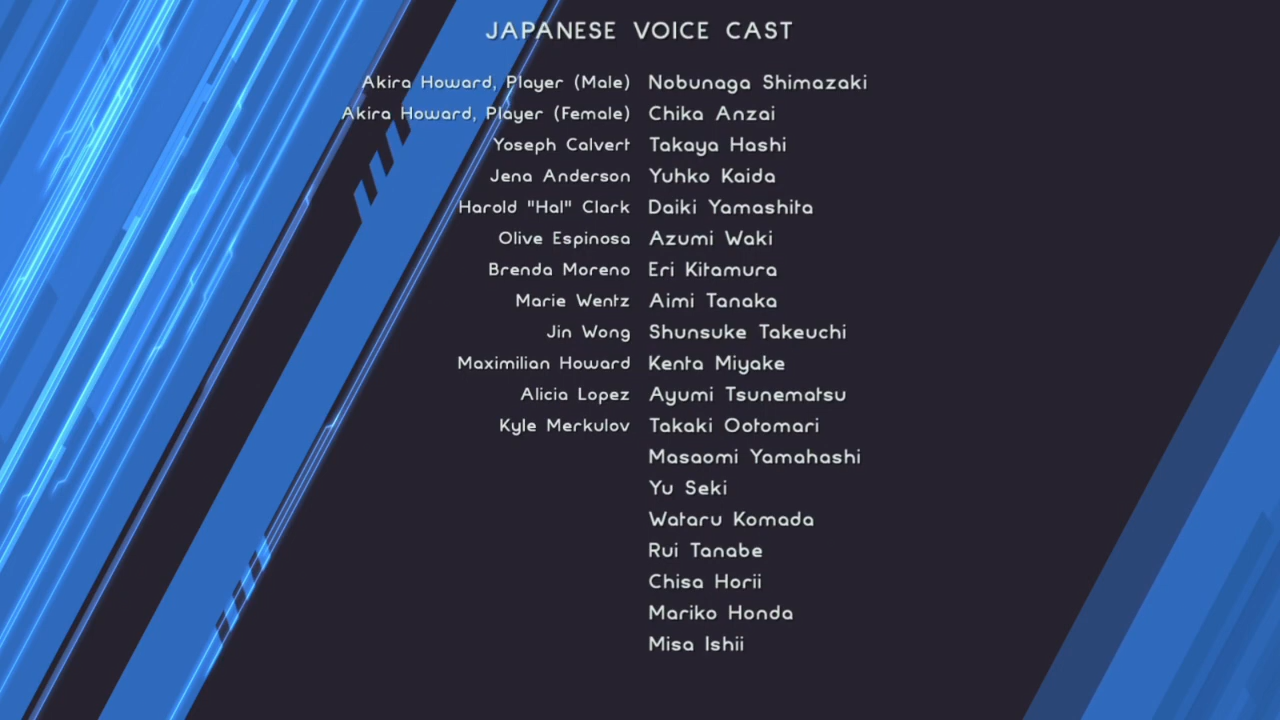 JAPANESE VOICE CAST
Akira Howard, Player (Male) Nobunaga Shimazaki
Akira Howard, Player (Female) Chika Anzai
Yoseph Calvert Takaya Hashi
Jena Anderson Yuhko Kaida
Harold "Hal" Clark Daiki Yamashita
Olive Espinosa Azumi Waki
Brenda Moreno Eri Kitamura
Marie Wentz Aimi Tanaka
Jin Wong Shunsuke Takeuchi
Maximilian Howard Kenta Miyake
Alicia Lopez Ayumi Tsunematsu
Kyle Merkulov Takaki Ootomari
Masaomi Yamahashi
Yu Seki
Wataru Komada
Rui Tanabe
Chisa Horii
Mariko Honda
Misa Ishii